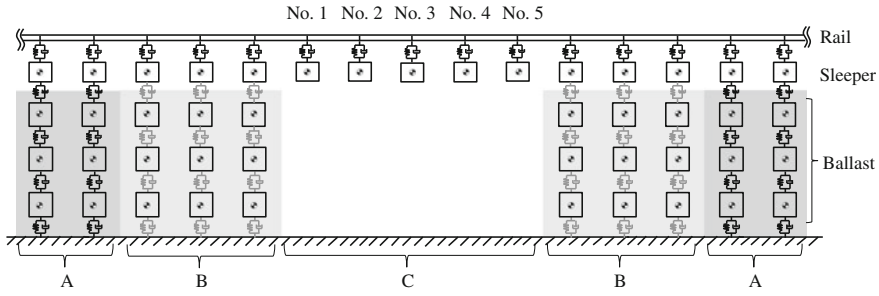 No. 1 No. 2 No. 3 No. 4 No. 5
Rail
Sleeper
Ballast
A B C B A